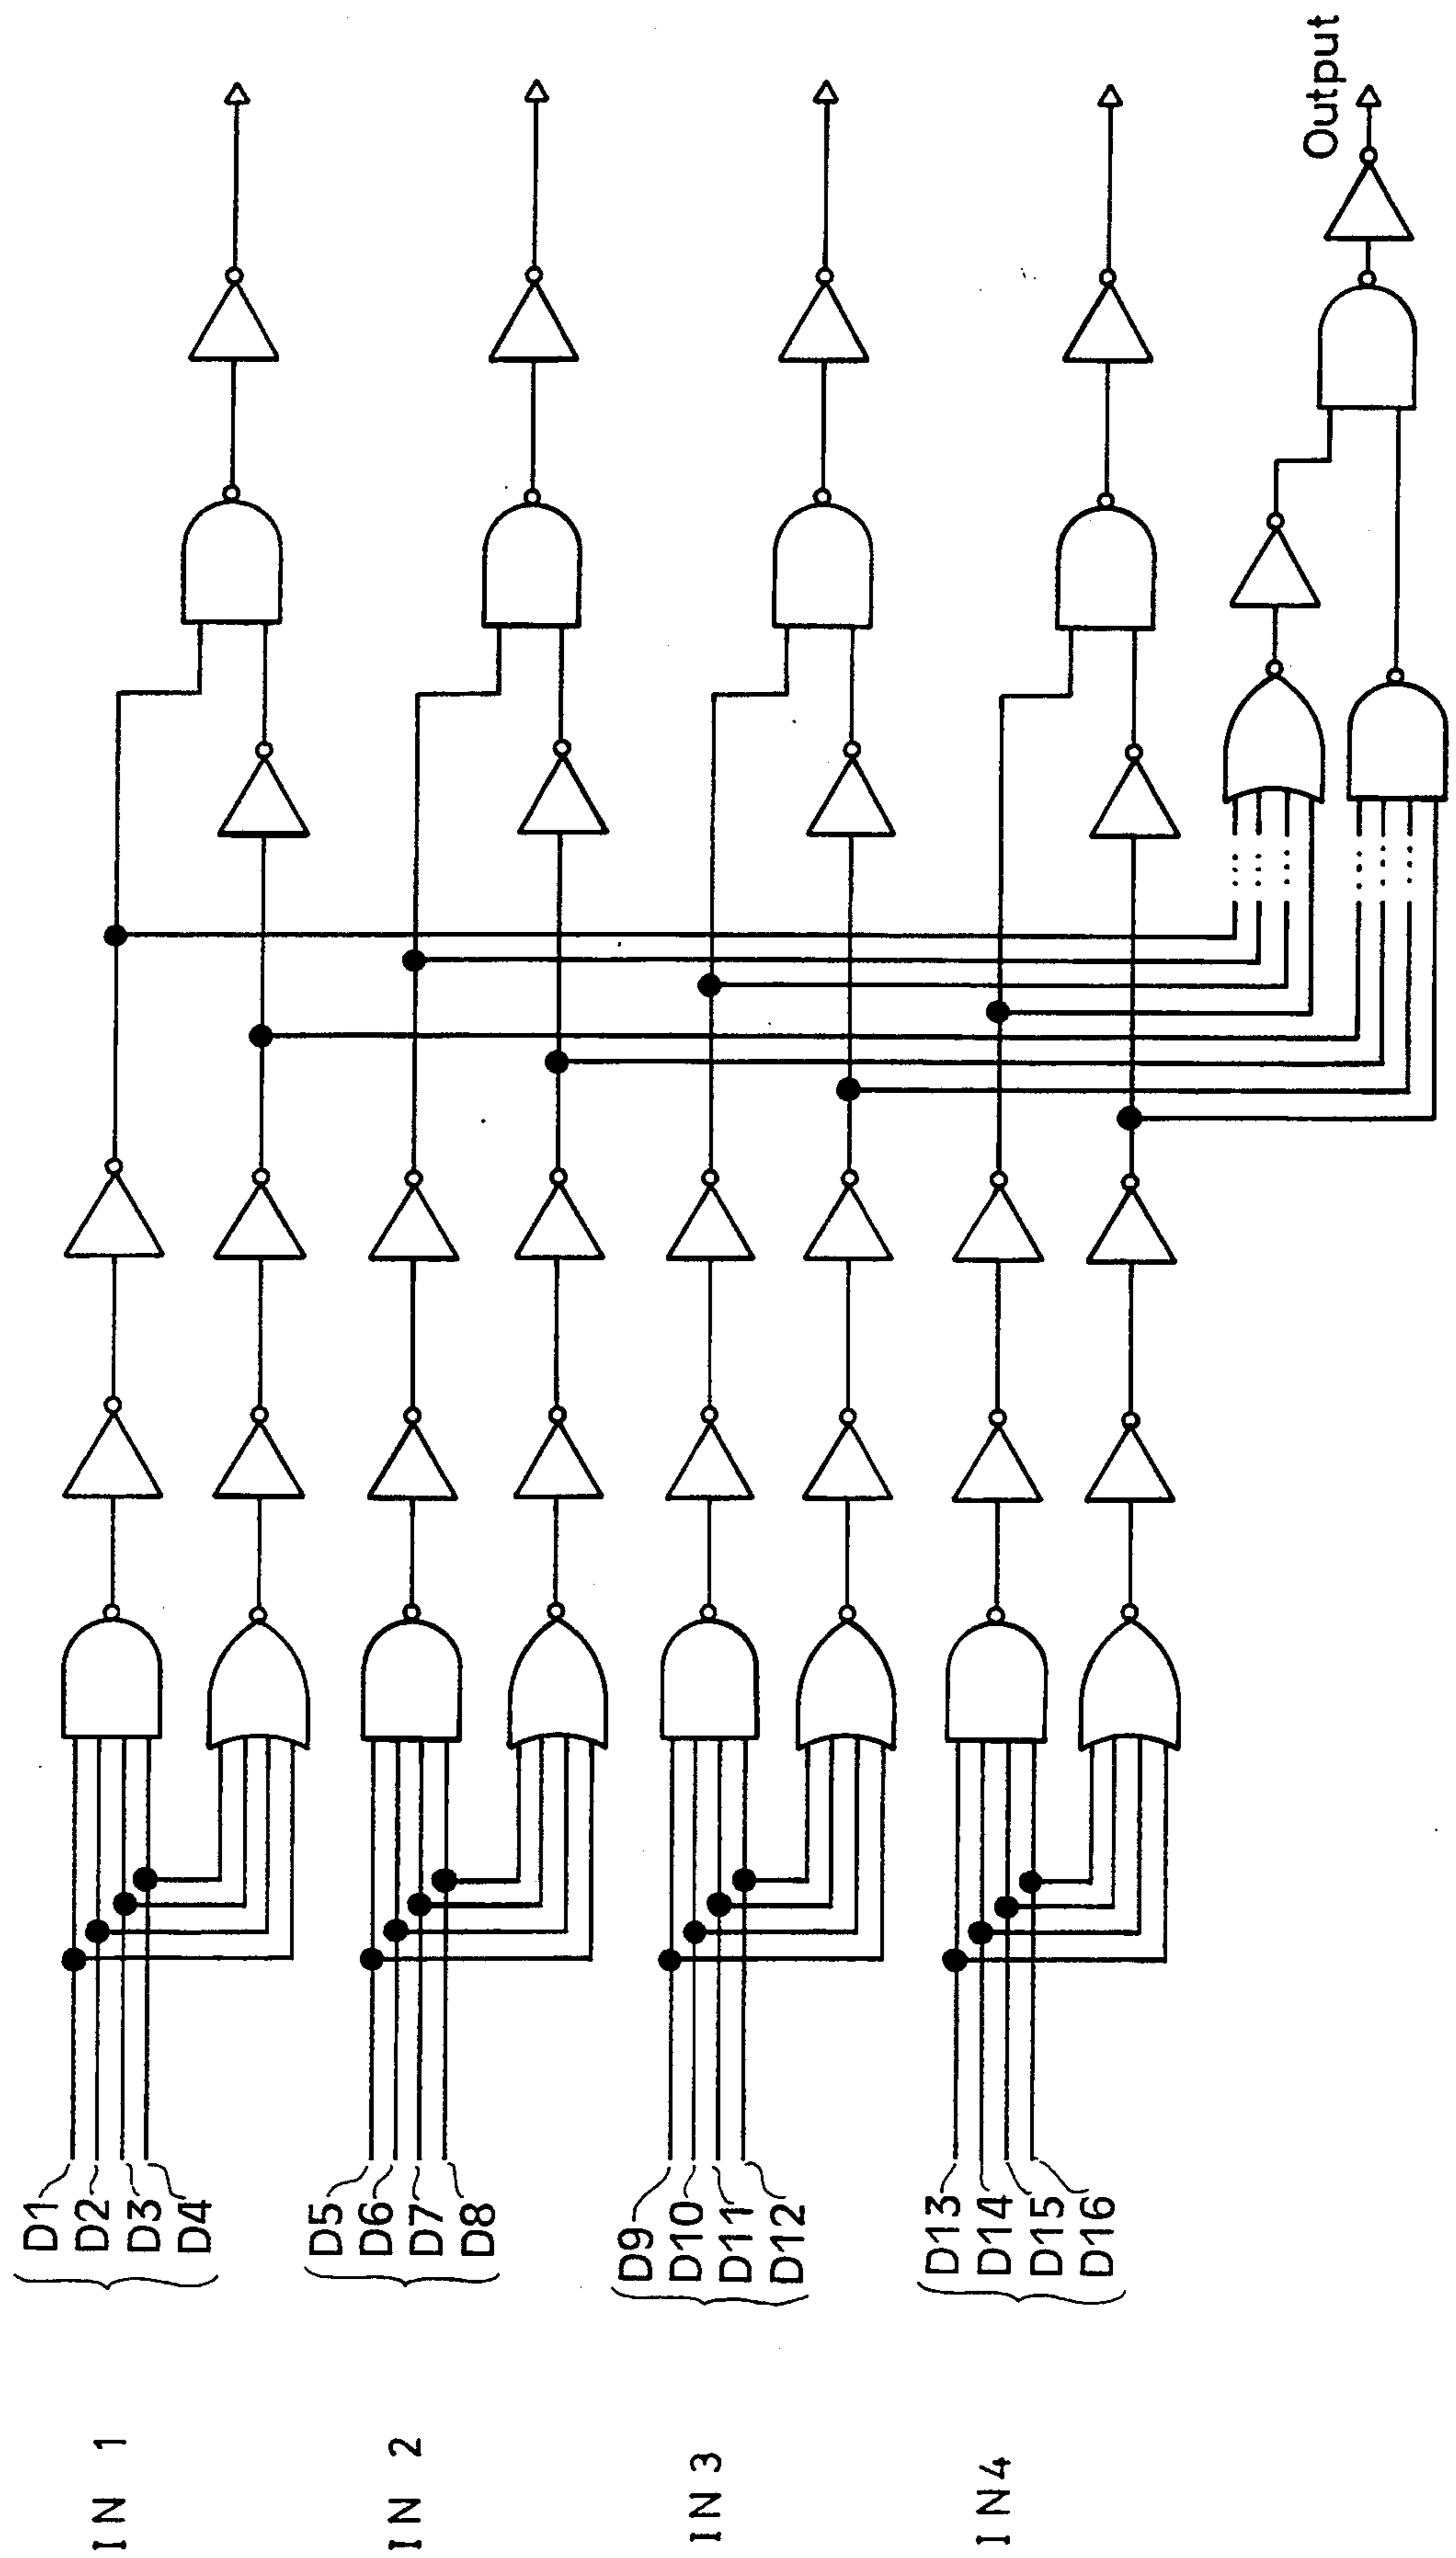 IN 1
D1
D2
D3
D4
IN 2
D5
D6
D7
D8
IN 3
D9
D10
D11
D12
IN4
D13
D14
D15
D16
Output